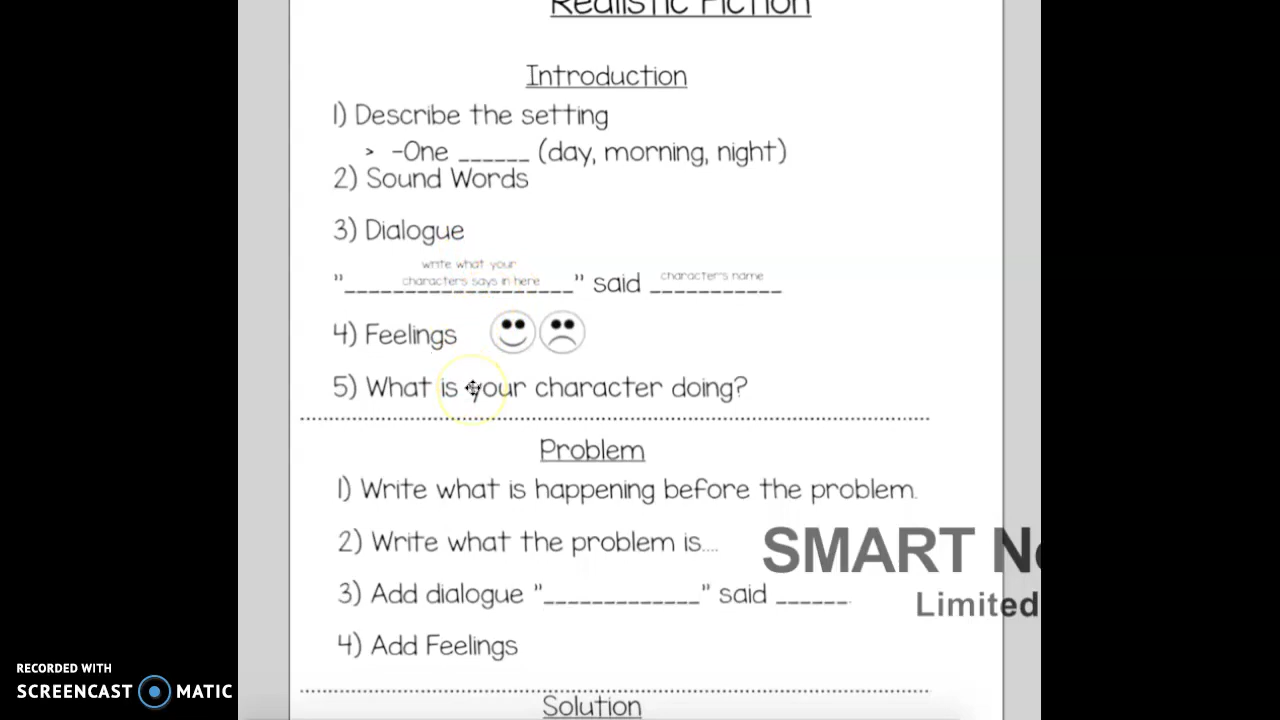 Realistic Fiction
Introduction
1) Describe the setting
> -One ______ (day, morning, night)
2) Sound Words
3) Dialogue
write what your
characters says in here
"___________________" said ___________
character's name
4) Feelings
5) What is your character doing?
Problem
1) Write what is happening before the problem.
2) Write what the problem is....
3) Add dialogue "_____________" said ______.
4) Add Feelings
SMART No
Limited
Solution
RECORDED WITH
SCREENCAST MATIC